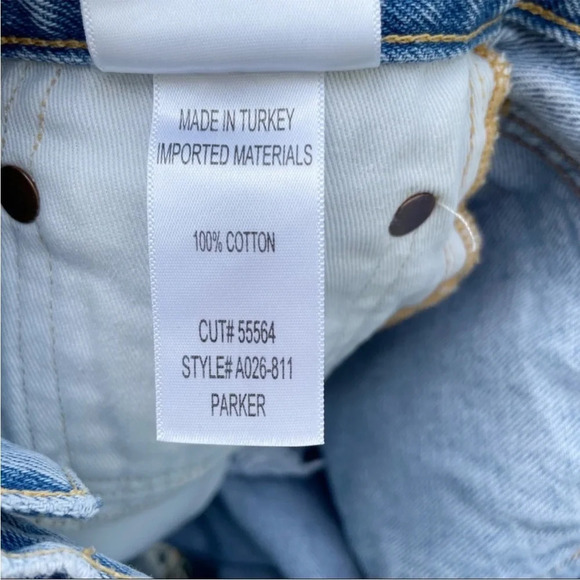 MADE IN TURKEY
IMPORTED MATERIALS
100% COTTON
CUT# 55564
STYLE# A026-811
PARKER